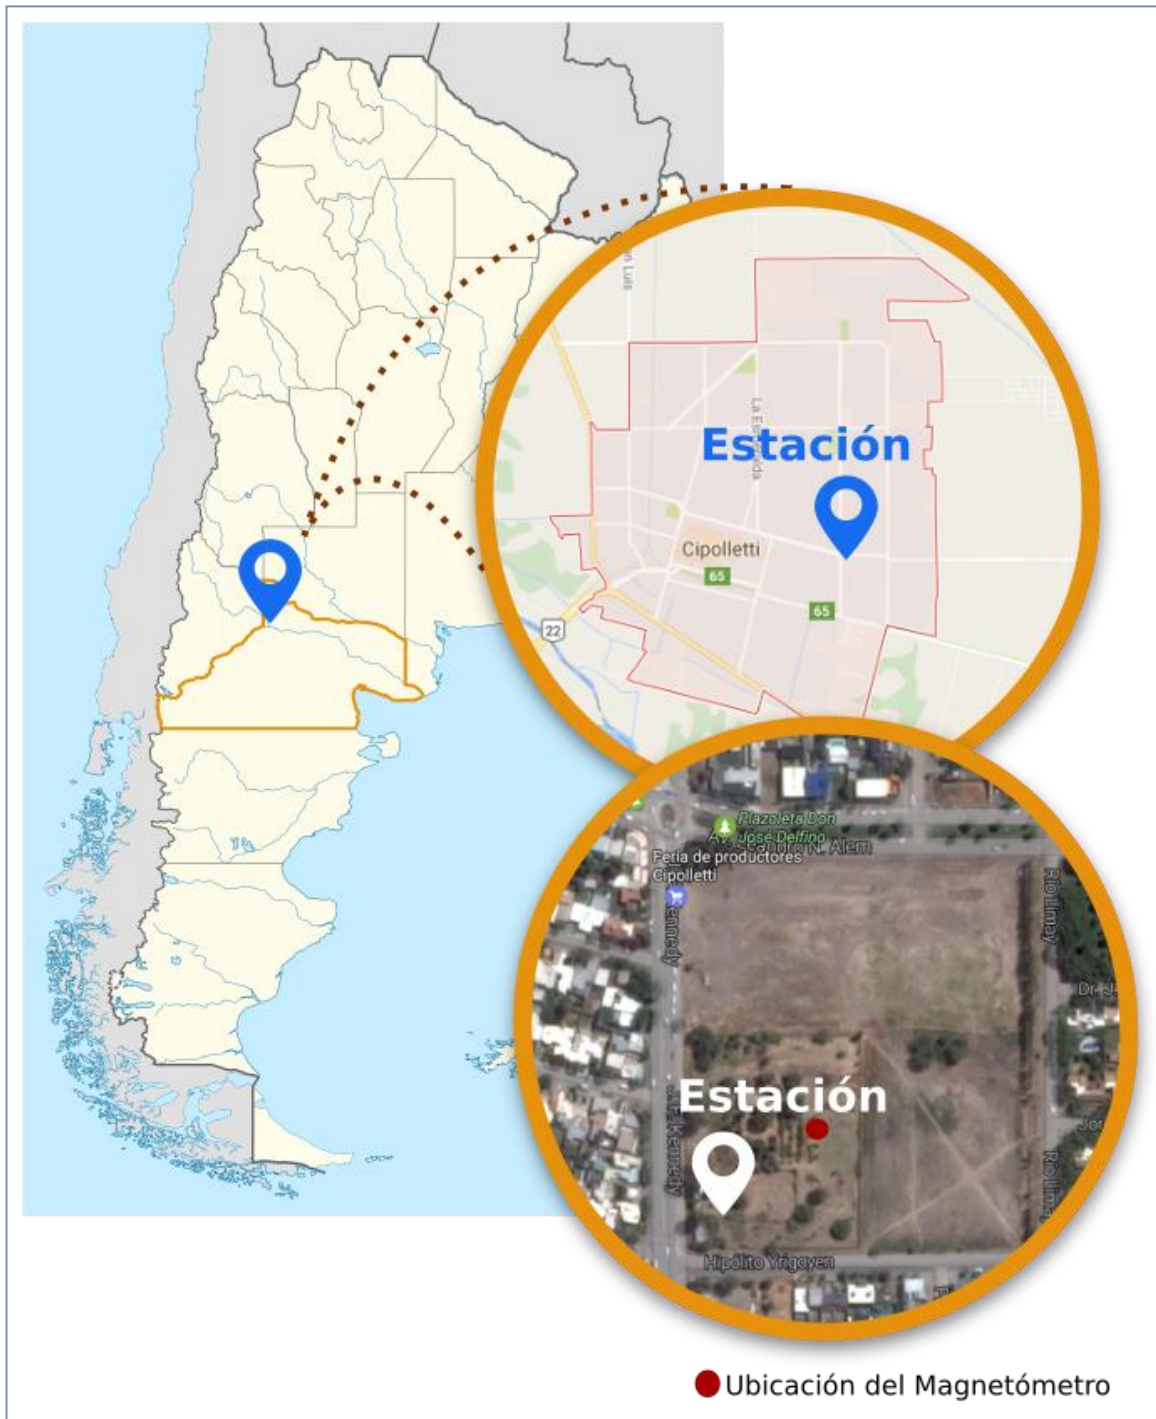 Estación
Cipolletti
65
65
22
Plazoleta Don
José Delfino
Feria de productores
Cipolletti
Río Limay
Estación
Hipólito Yrigoyen
Ubicación del Magnetómetro